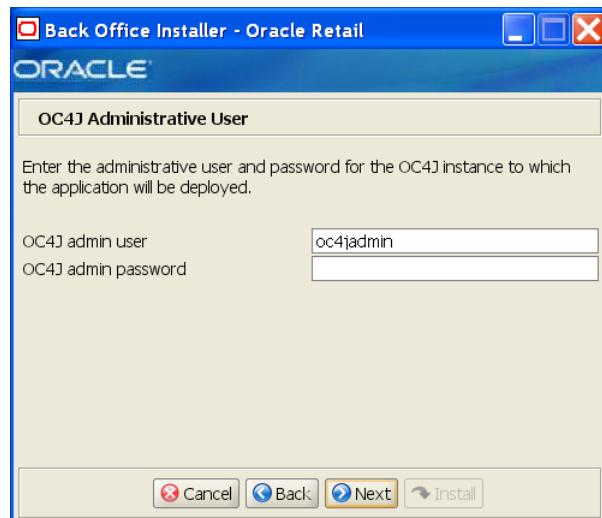 Back Office Installer - Oracle Retail
ORACLE
OC4J Administrative User
Enter the administrative user and password for the OC4J instance to which
the application will be deployed.
OC4J admin user
oc4jadmin
OC4J admin password
Cancel
Back
Next
Install